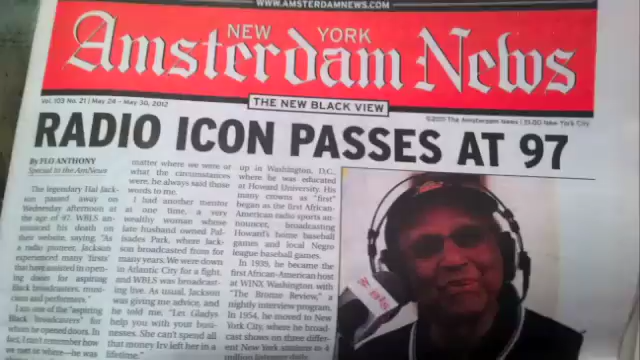 WWW.AMSTERDAMNEWS.COM
NEW YORK
Amsterdam News
Vol. 103 No. 21 | May 24 - May 30, 2012
THE NEW BLACK VIEW
©2012 The Amsterdam News | $1.00 New York City
RADIO ICON PASSES AT 97
By FLO ANTHONY
Special to the AmNews
The legendary Hal Jack-
son passed away on
Wednesday afternoon at
the age of 97. WBLS an-
nounced his death on
their website, saying, "As
a radio pioneer, Jackson
experienced many 'firsts'
that have assisted in open-
ing doors for aspiring
Black broadcasters, musi-
cians and performers."
I am one of the "aspiring
Black broadcasters" for
whom he opened doors. In
fact, I can't remember how
we met or where—he was
matter where we were or
what the circumstances
were, he always said those
words to me.
I had another mentor
at one time, a very
wealthy woman whose
late husband owned Pal-
isades Park, where Jack-
son broadcasted from for
many years. We were down
in Atlantic City for a fight,
and WBLS was broadcast-
ing live. As usual, Jackson
was giving me advice, and
he told me, "Les Gladys
help you with your busi-
ness. She can't spend all
that money Irv left her in a
lifetime."
up in Washington, D.C.,
where he was educated
at Howard University. His
many crowns as "first"
began as the first African-
American radio sports an-
nouncer, broadcasting
Howard's home baseball
games and local Negro
league baseball games.
In 1939, he became the
first African-American host
at WINX Washington with
"The Bronze Review," a
nightly interview program.
In 1954, he moved to New
York City, where he broad-
cast shows on three differ-
ent New York stations to 4
million listeners daily.